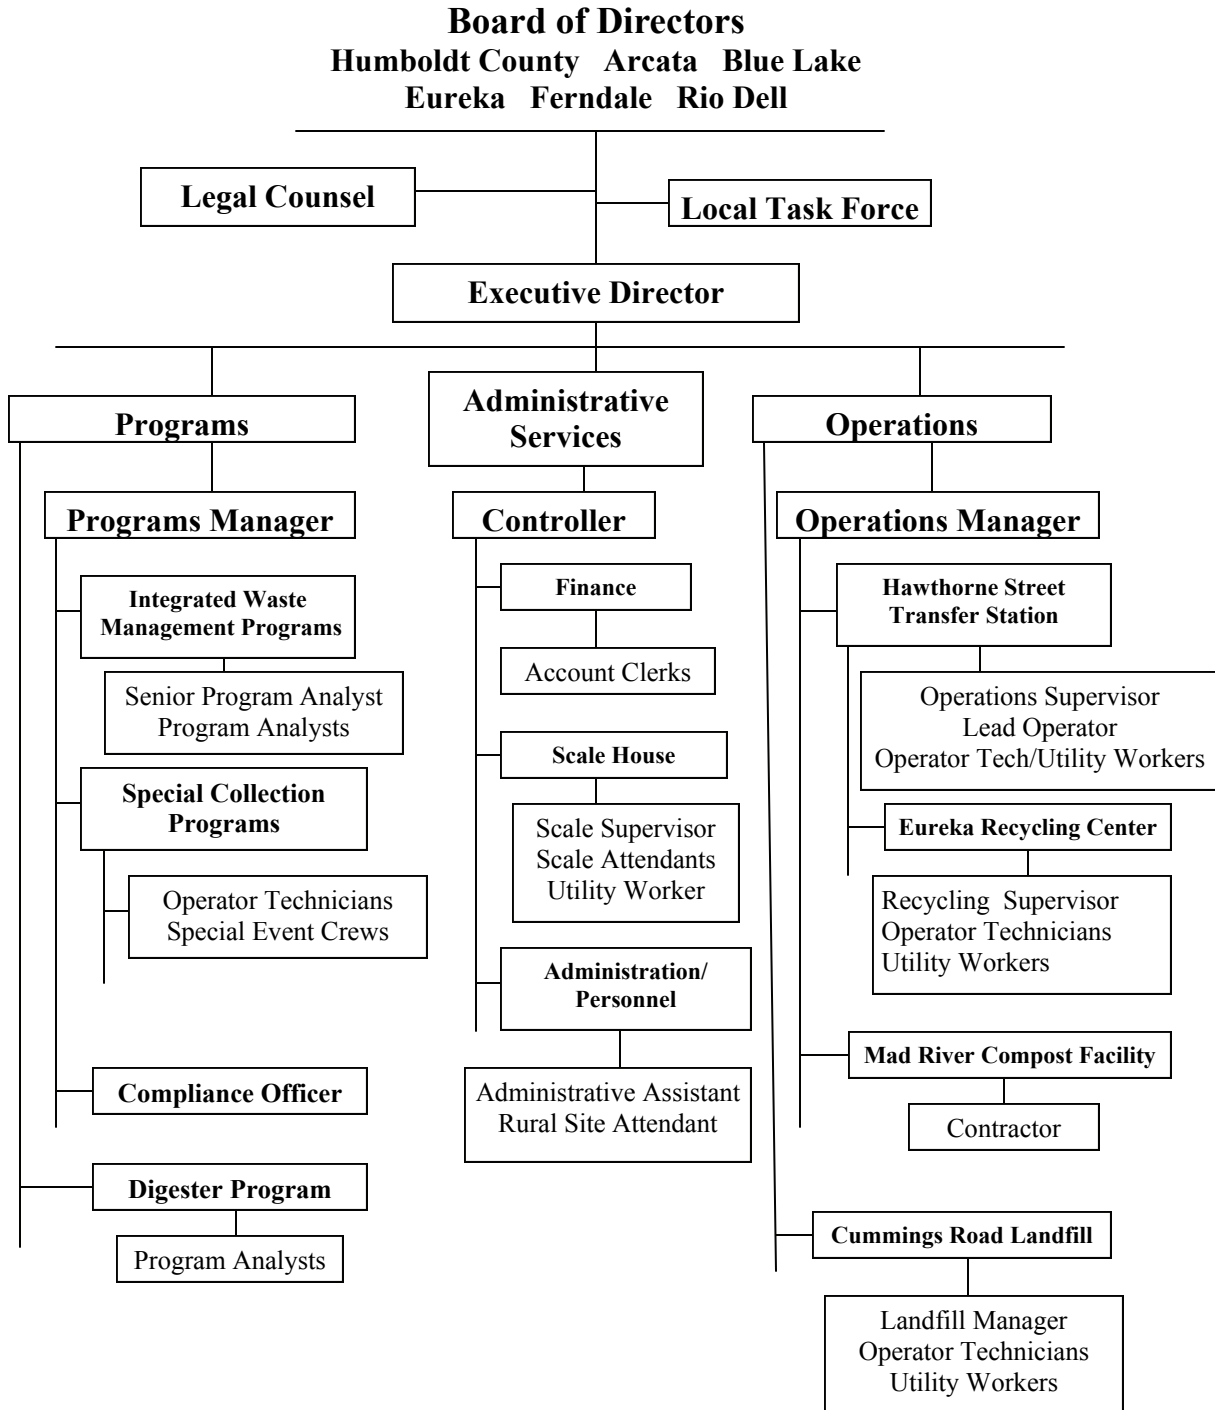 Board of Directors
Humboldt County Arcata Blue Lake
Eureka Ferndale Rio Dell
Legal Counsel
Local Task Force
Executive Director
Programs
Administrative
Services
Operations
Programs Manager
Controller
Operations Manager
Integrated Waste
Management Programs
Senior Program Analyst
Program Analysts
Special Collection
Programs
Operator Technicians
Special Event Crews
Compliance Officer
Digester Program
Program Analysts
Finance
Account Clerks
Scale House
Scale Supervisor
Scale Attendants
Utility Worker
Administration/
Personnel
Administrative Assistant
Rural Site Attendant
Hawthorne Street
Transfer Station
Operations Supervisor
Lead Operator
Operator Tech/Utility Workers
Eureka Recycling Center
Recycling Supervisor
Operator Technicians
Utility Workers
Mad River Compost Facility
Contractor
Cummings Road Landfill
Landfill Manager
Operator Technicians
Utility Workers